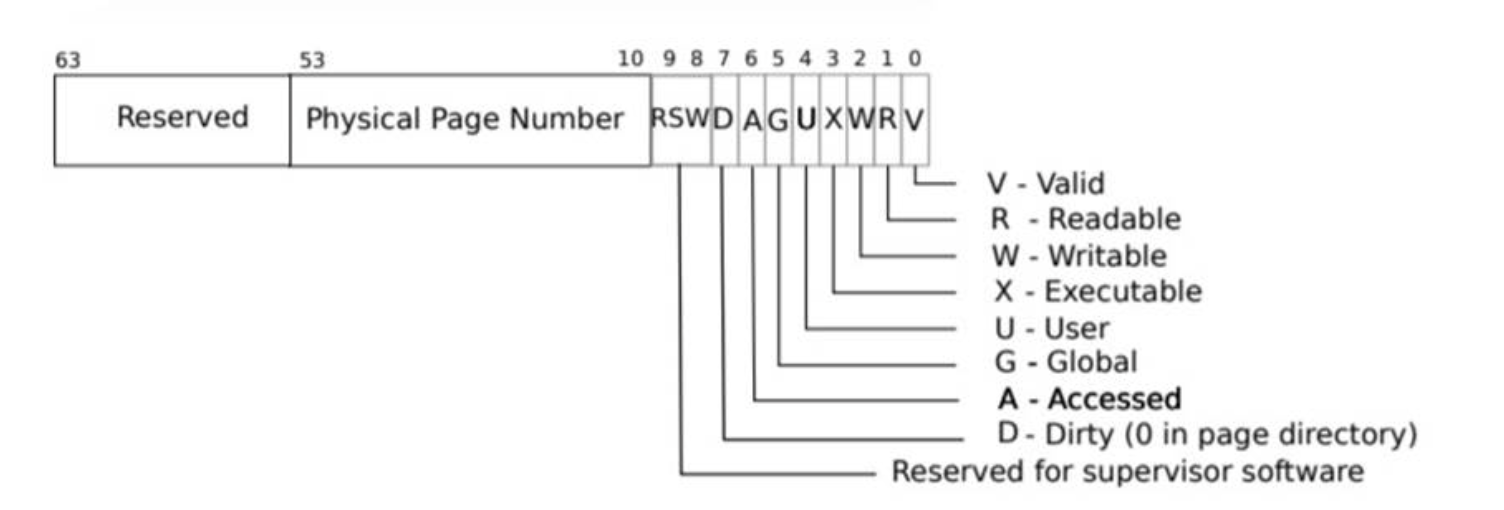 63 53 10 9 8 7 6 5 4 3 2 1 0
Reserved Physical Page Number RSW D A G U X W R V
V - Valid
R - Readable
W - Writable
X - Executable
U - User
G - Global
A - Accessed
D - Dirty (0 in page directory)
Reserved for supervisor software